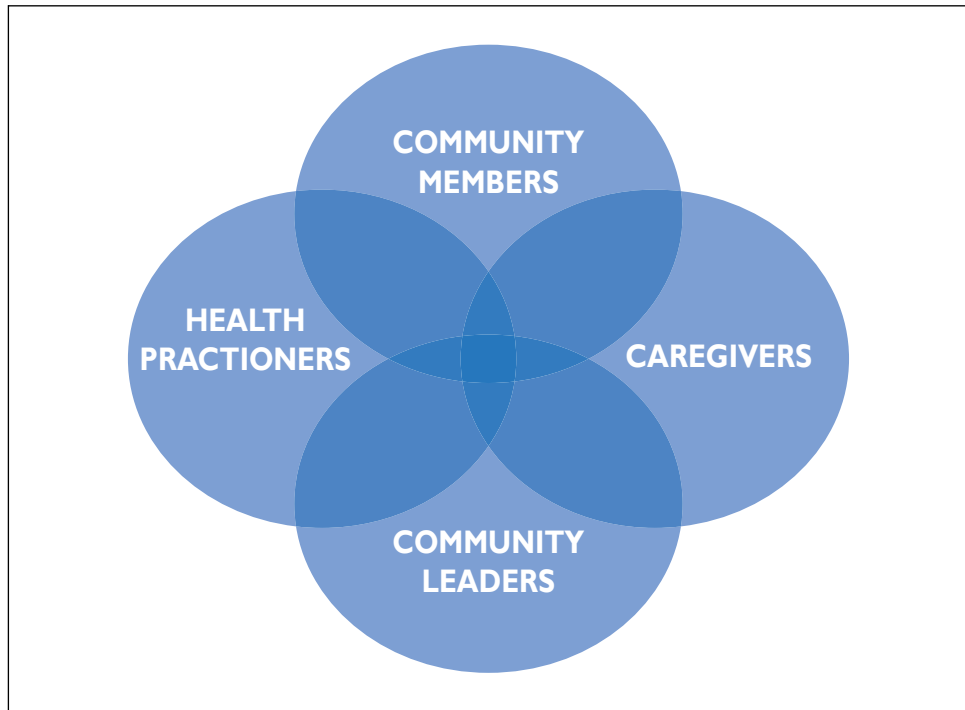 COMMUNITY
MEMBERS
HEALTH
PRACTIONERS
CAREGIVERS
COMMUNITY
LEADERS